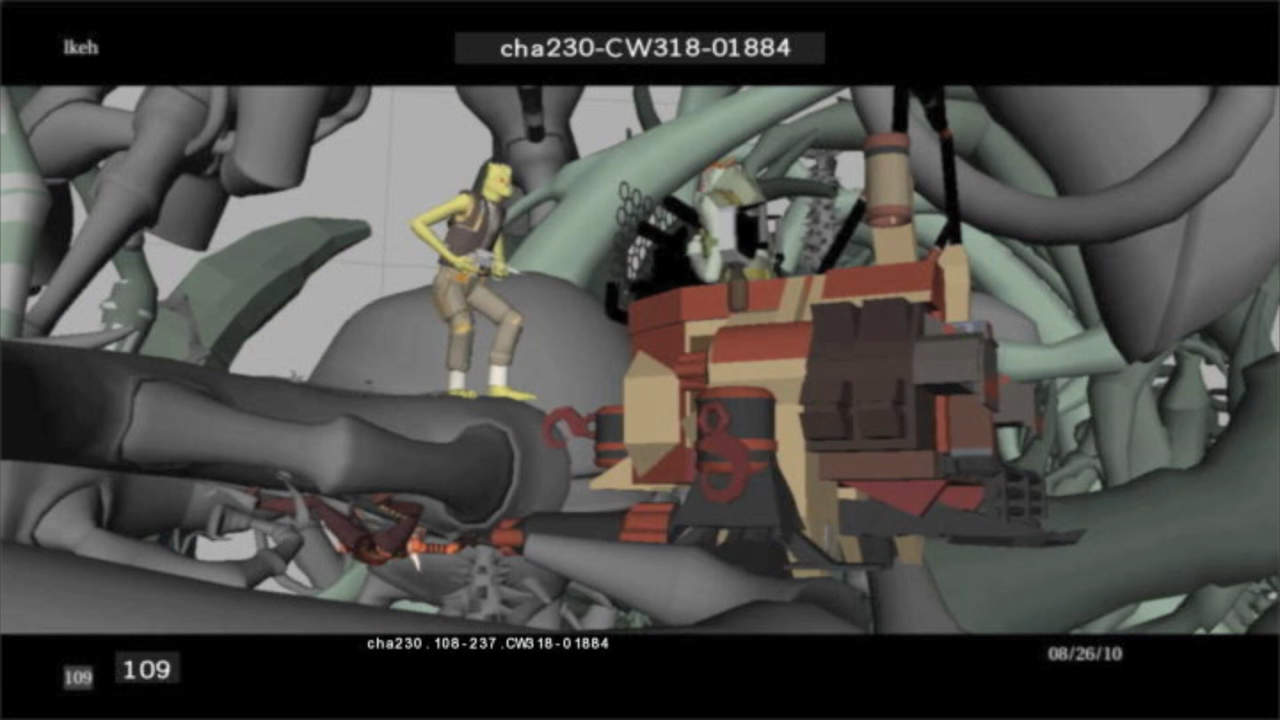 lkeh
cha230-CW318-01884
cha230.108-237.CW318-01884
109
109
08/26/10